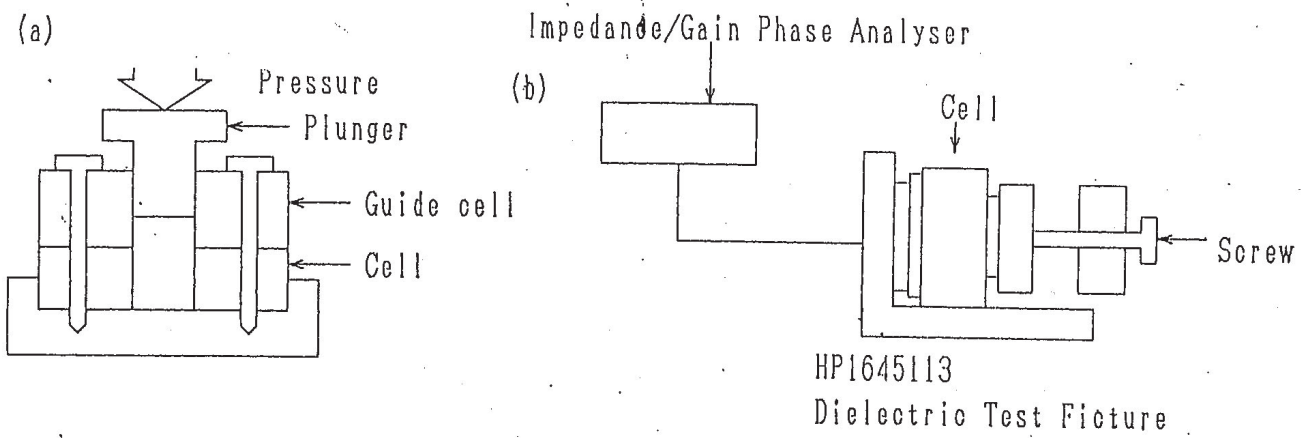 (a)
Pressure
Plunger
Guide cell
Cell
Impedande/Gain Phase Analyser
(b)
Cell
Screw
HP1645113
Dielectric Test Ficture